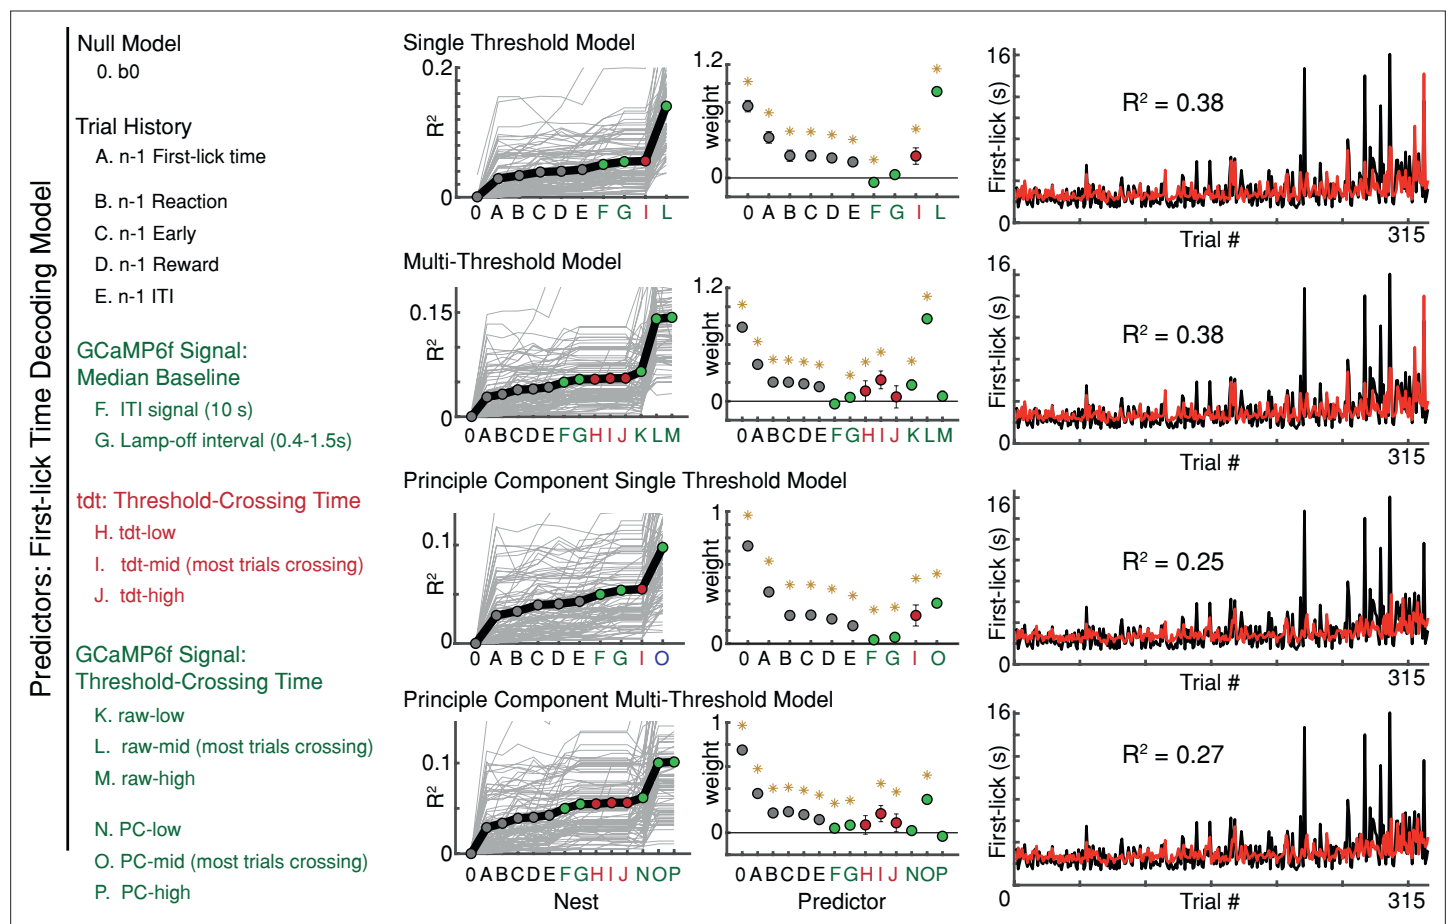 Predictors: First-lick Time Decoding Model
Null Model
0. b0
Trial History
A. n-1 First-lick time
B. n-1 Reaction
C. n-1 Early
D. n-1 Reward
E. n-1 ITI
GCaMP6f Signal:
Median Baseline
F. ITI signal (10 s)
G. Lamp-off interval (0.4-1.5s)
tdt: Threshold-Crossing Time
H. tdt-low
I. tdt-mid (most trials crossing)
J. tdt-high
GCaMP6f Signal:
Threshold-Crossing Time
K. raw-low
L. raw-mid (most trials crossing)
M. raw-high
N. PC-low
O. PC-mid (most trials crossing)
P. PC-high
Single Threshold Model
0.2
R²
0
0 A B C D E F G I L
1.2
weight
0
0 A B C D E F G I L
16
First-lick (s)
R² = 0.38
0
Trial #
315
Multi-Threshold Model
0.15
R²
0
0 A B C D E F G H I J K L M
1.2
weight
0
0 A B C D E F G H I J K L M
16
First-lick (s)
R² = 0.38
0
Trial #
315
Principle Component Single Threshold Model
0.1
R²
0
0 A B C D E F G I O
1
weight
0
0 A B C D E F G I O
16
First-lick (s)
R² = 0.25
0
Trial #
315
Principle Component Multi-Threshold Model
0.1
R²
0
0 A B C D E F G H I J N O P
Nest
1
weight
0
0 A B C D E F G H I J N O P
Predictor
16
First-lick (s)
R² = 0.27
0
Trial #
315